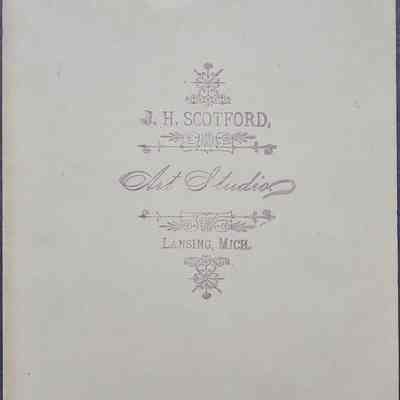 J. H. SCOTFORD,
Art Studio
LANSING, MICH.